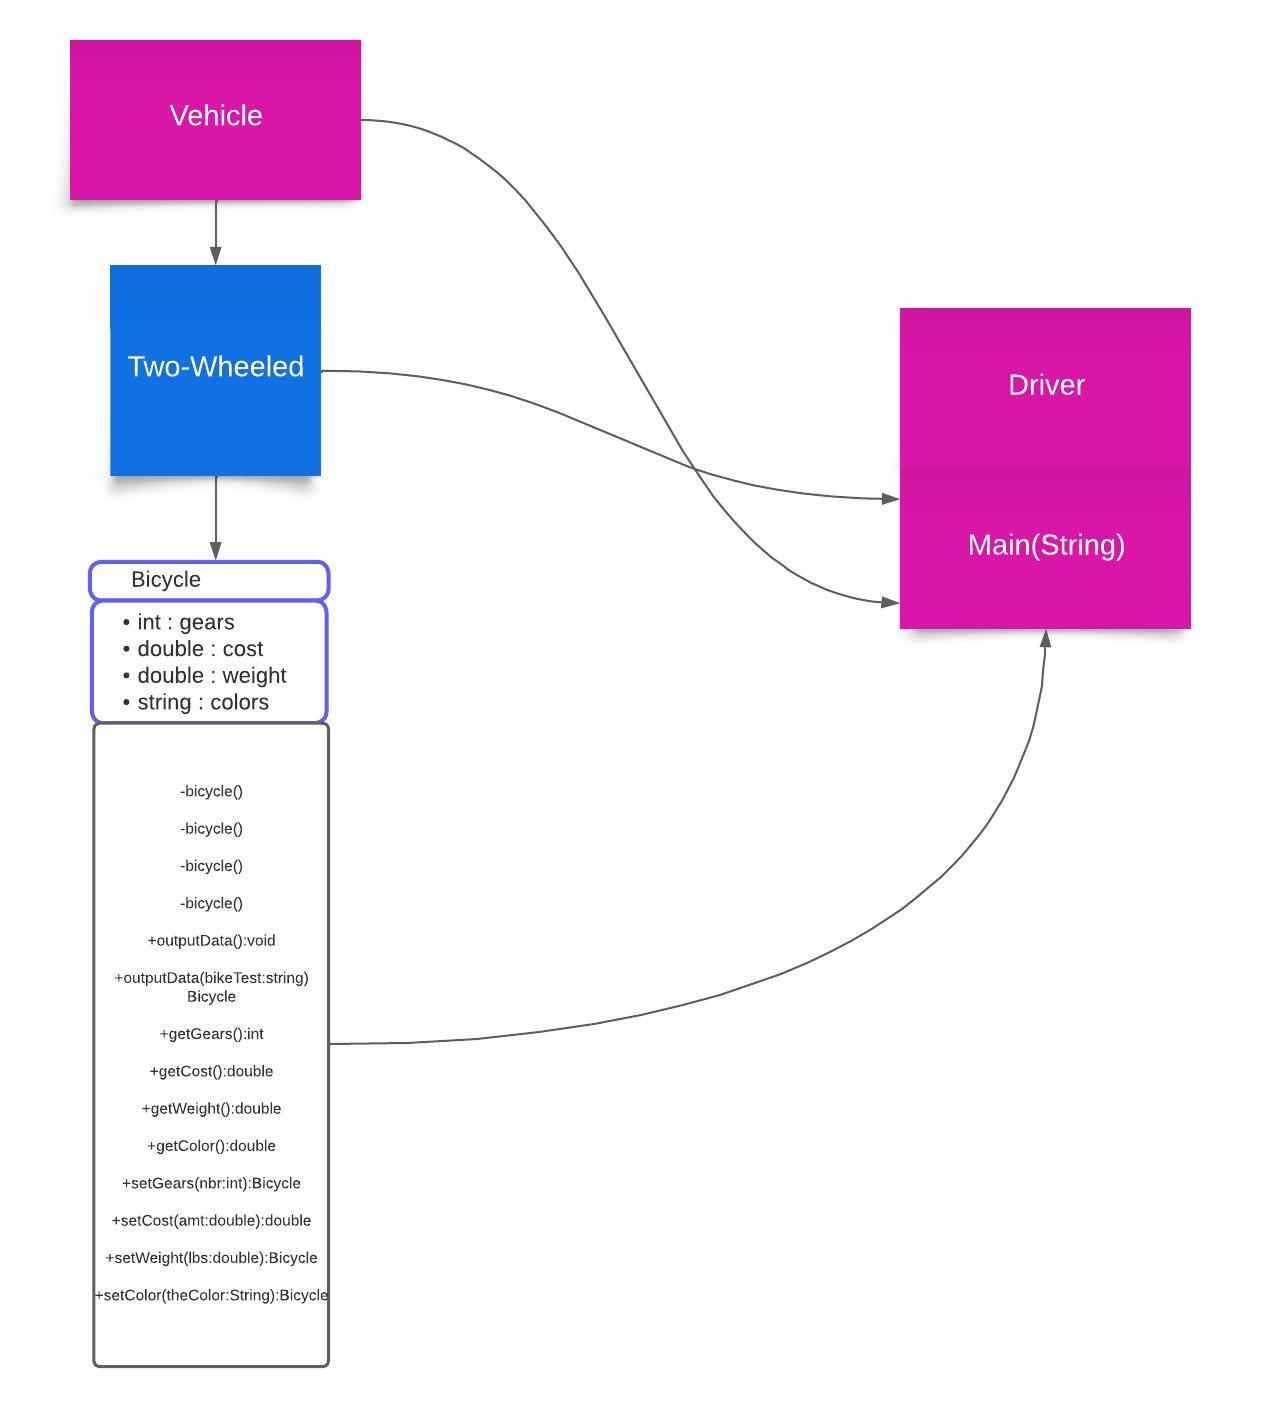 Vehicle
Two-Wheeled
Driver
Main(String)
Bicycle
• int : gears
• double : cost
• double : weight
• string : colors
-bicycle()
-bicycle()
-bicycle()
-bicycle()
+outputData():void
+outputData(bikeTest:string)
Bicycle
+getGears():int
+getCost():double
+getWeight():double
+getColor():double
+setGears(nbr:int):Bicycle
+setCost(amt:double):double
+setWeight(lbs:double):Bicycle
+setColor(theColor:String):Bicycle